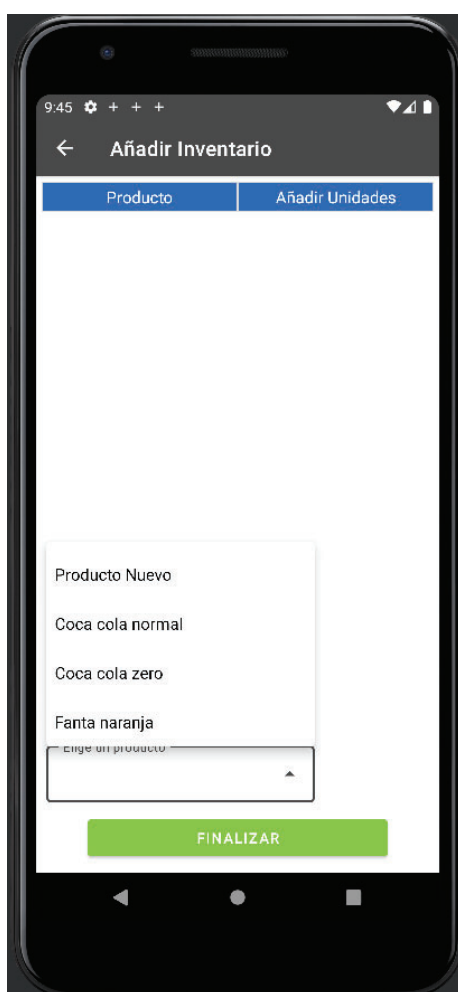 9:45
Añadir Inventario
Producto Añadir Unidades
Producto Nuevo
Coca cola normal
Coca cola zero
Fanta naranja
Elige un producto
FINALIZAR